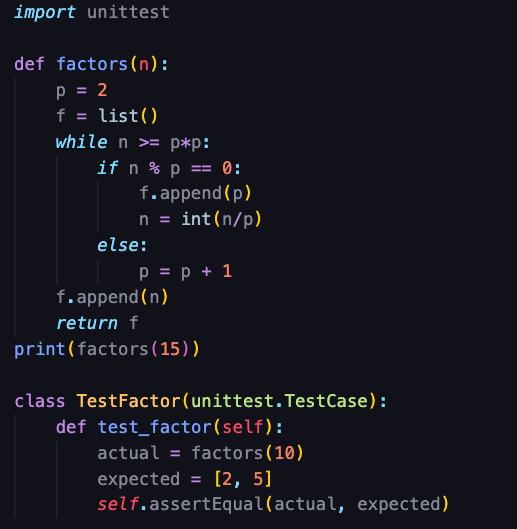 import unittest

def factors(n):
    p = 2
    f = list()
    while n >= p*p:
        if n % p == 0:
            f.append(p)
            n = int(n/p)
        else:
            p = p + 1
    f.append(n)
    return f
print(factors(15))

class TestFactor(unittest.TestCase):
    def test_factor(self):
        actual = factors(10)
        expected = [2, 5]
        self.assertEqual(actual, expected)